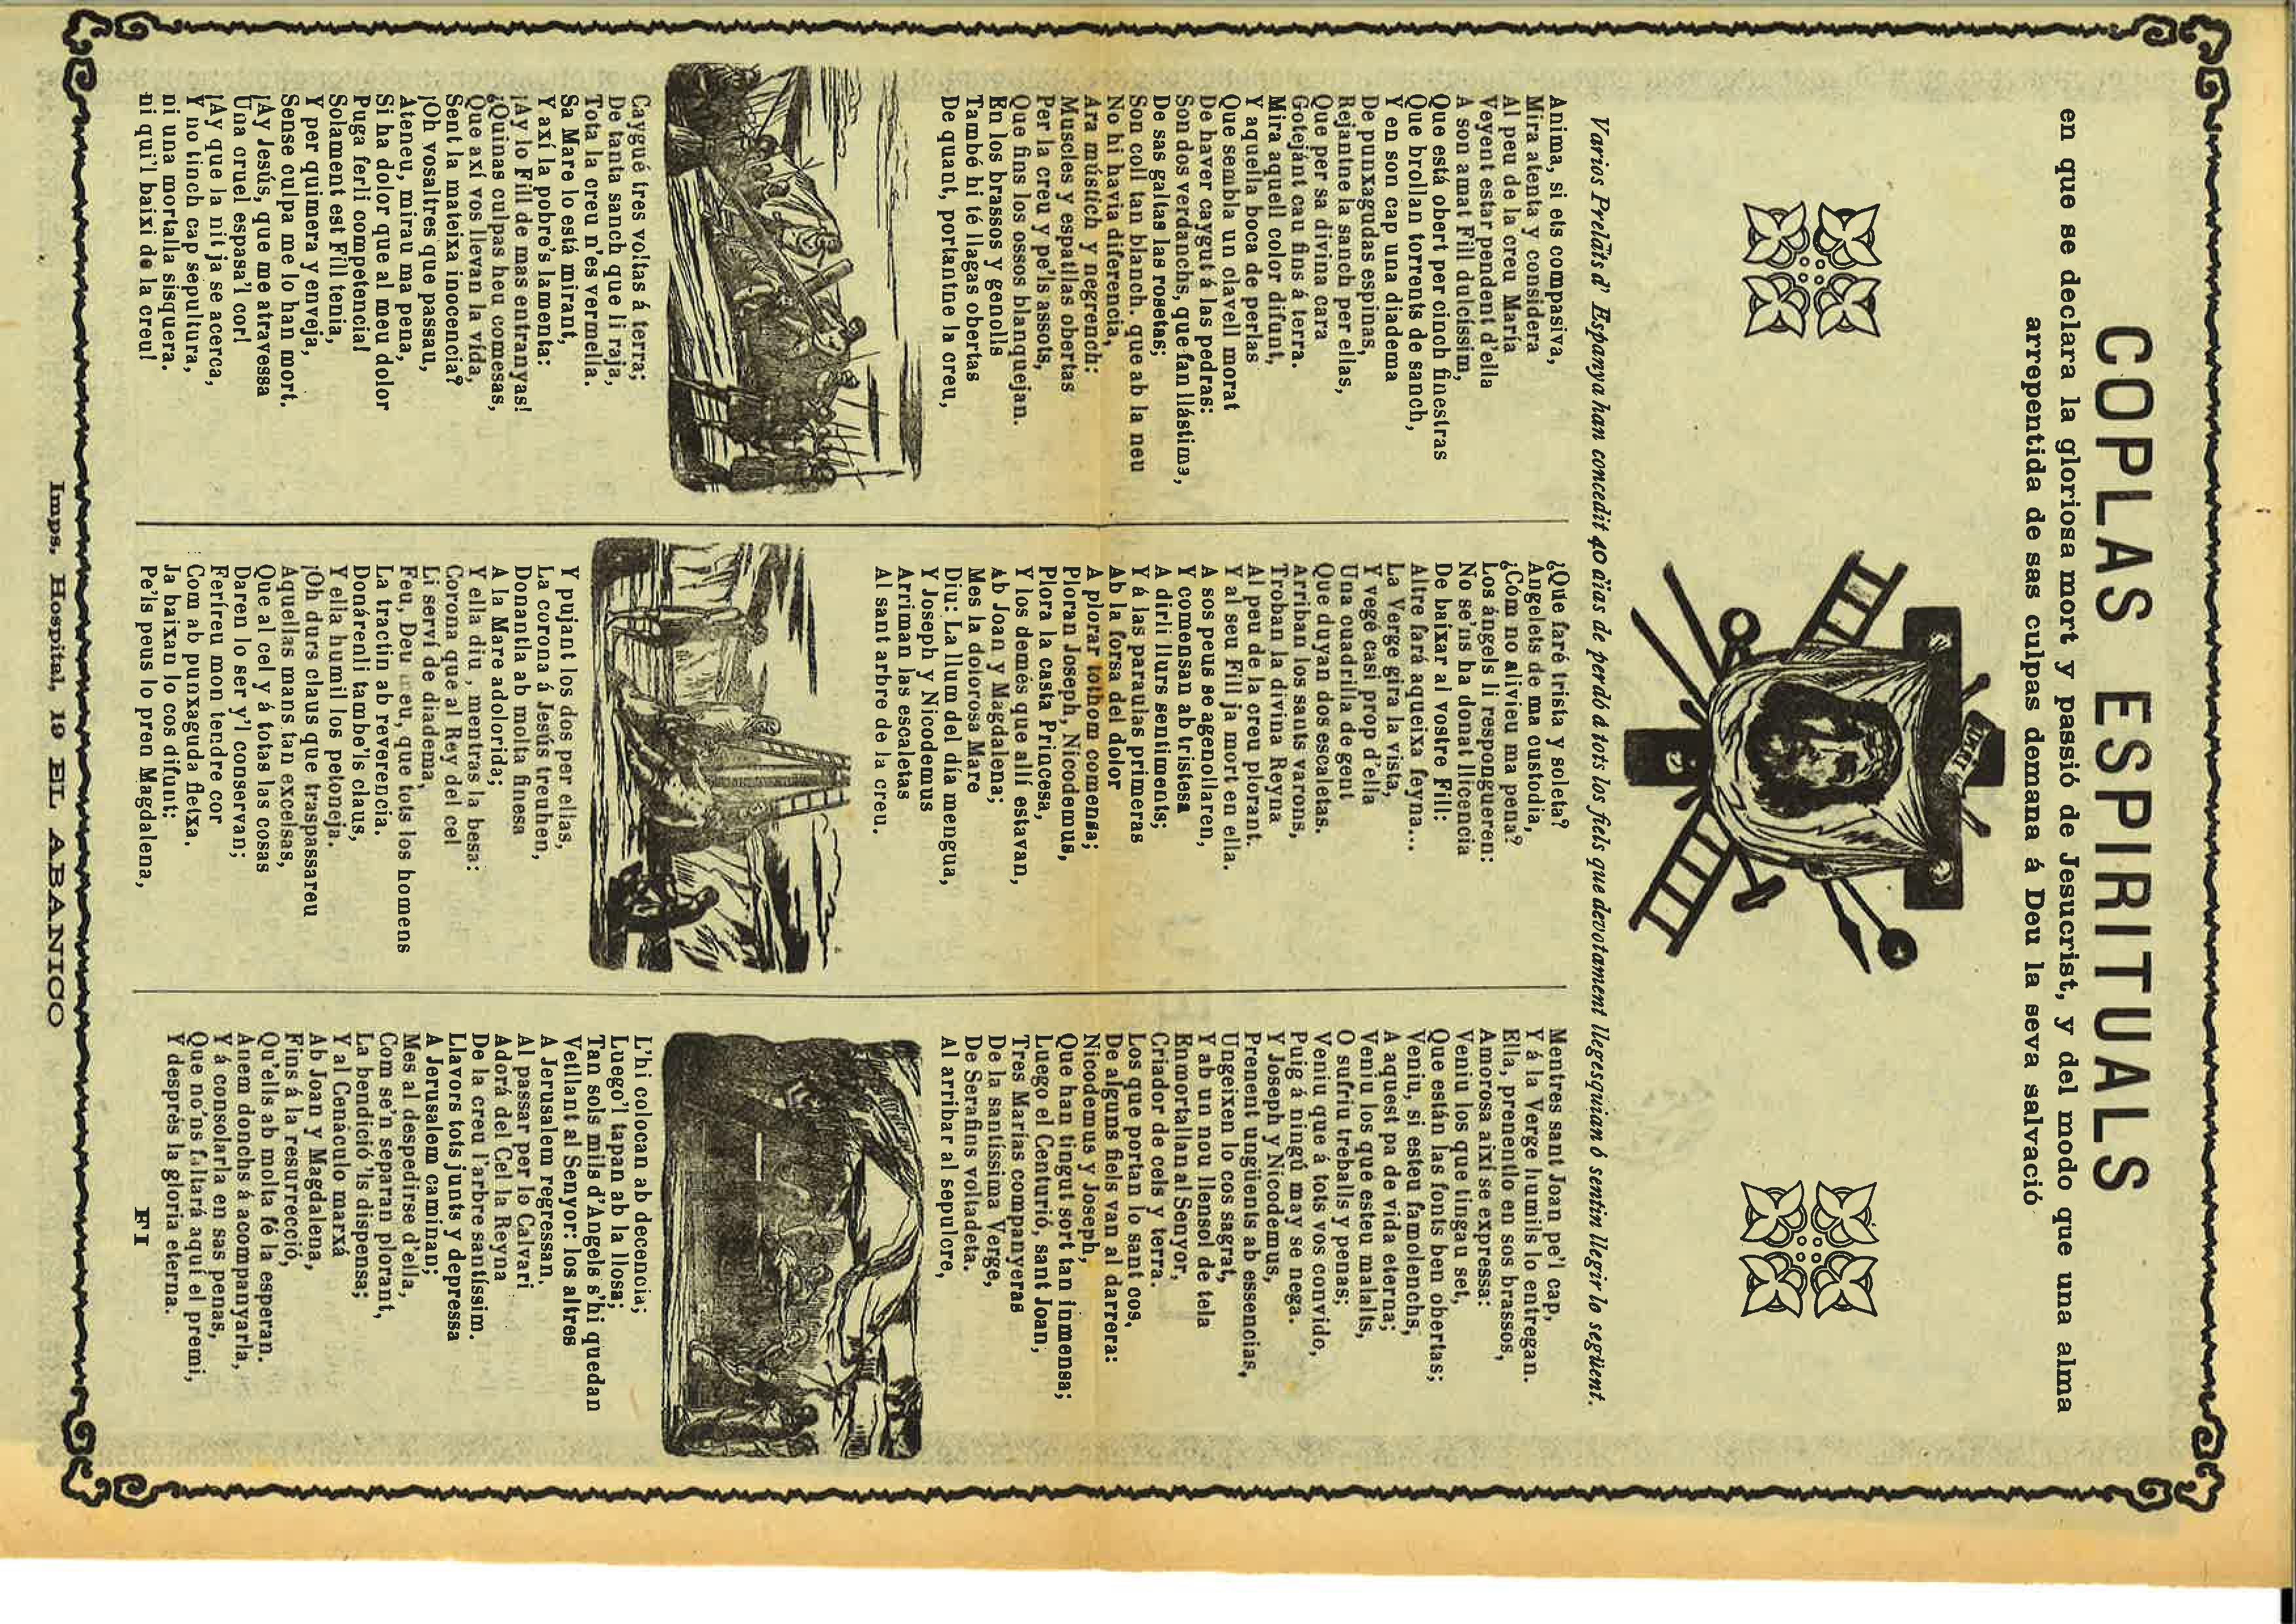 COPLAS ESPIRITUALS
en que se declara la gloriosa mort y passió de Jesucrist, y del modo que una alma
arrepentida de sas culpas demana á Deu la seva salvació
INRI
Varios Prelats d' Espanya han concedit 40 dias de perdó á tots los fiels que devotament llegesquian ó sentin llegir lo següent.
Anima, si ets compasiva,
Mira atenta y considera
Al peu de la creu María
Veyent estar pendent d'ella
A son amat Fill dulcíssim,
Que está obert per cinch finestras
Que brollan torrents de sanch,
Y en son cap una diadema
De punxagudas espinas,
Rejantne la sanch per ellas,
Que per sa divina cara
Gotejánt cau fins á terra.
Mira aquell color difunt,
Y aquella boca de perlas
Que sembla un clavell morat
De haver caygut á las pedras:
Son dos verdanchs, que fan llástima,
De sas galtas las rosetas;
Son coll tan blanch. que ab la neu
No hi havia diferencia,
Ara mústich y negrench:
Muscles y espatllas obertas
Per la creu y pe'ls assots,
Que fins los ossos blanquejan.
En los brassos y genolls
També hi té llagas obertas
De quant, portantne la creu,
Caygué tres voltas á terra;
De tanta sanch que li raja,
Tota la creu n'es vermella.
Sa Mare lo está mirant,
Y axí la pobre's lamenta:
¡Ay lo Fill de mas entranyas!
¿Quinas culpas heu comesas,
Que axí vos llevan la vída,
Sent la mateixa inocencia?
¡Oh vosaltres que passau,
Ateneu, mirau ma pena,
Si ha dolor que al meu dolor
Puga ferli competencia!
Solament est Fill tenia,
Y per quimera y enveja,
Sense culpa me lo han mort.
¡Ay Jesús, que me atravessa
Una cruel espasa'l cor!
¡Ay que la nit ja se acerca,
Y no tinch cap sepultura,
ni una mortalla sisquera.
ni qui'l baixi de la creu!
¿Que faré trista y soleta?
Angelets de ma custodia,
¿Cóm no alivieu ma pena?
Los ángels li respongueren:
No se'ns ha donat llicencia
De baixar al vostre Fill:
Altre fará aqueixa feyna...
La Verge gira la vista,
Y vegé casi prop d'ella
Una cuadrilla de gent
Que duyan dos escaletas.
Arriban los sants varons,
Troban la divina Reyna
Al peu de la creu plorant.
Y al seu Fill ja mort en ella.
A sos peus se agenollaren,
Y comensan ab tristesa
A dirli llurs sentiments;
Y á las paraulas primeras
Ab la forsa del dolor
A plorar tothom comensa;
Ploran Joseph, Nicodemus,
Plora la casta Princesa,
Y los demés que allí estavan,
Ab Joan y Magdalena;
Mes la dolorosa Mare
Diu: La llum del día mengua,
Y Joseph y Nicodemus
Arriman las escaletas
Al sant arbre de la creu.
Y pujant los dos per ellas,
La corona á Jesús treuhen,
Donantla ab molta finesa
A la Mare adolorida;
Y ella diu , mentras la besa:
Corona que al Rey del cel
Li serví de diadema,
Feu, Deu meu, que tots los homens
La tractin ab reverencia.
Donárenli tambe'ls claus,
Y ella humil los petoneja.
¡Oh durs claus que traspassareu
Aquellas mans tan excelsas,
Que al cel y á totas las cosas
Daren lo ser y'l conservan;
Feríreu mon tendre cor
Com ab punxaguda fletxa.
Ja baixan lo cos difunt:
Pe'ls peus lo pren Magdalena,
Mentres sant Joan pe'l cap,
Y á la Verge humils lo entregan.
Ella, prenentlo en sos brassos,
Amorosa així se expressa:
Veniu los que tingau set,
Que están las fonts ben obertas;
Veniu, si esteu famolenchs,
A aquest pa de vida eterna;
Veniu los que esteu malalts,
O sufriu treballs y penas;
Veniu que á tots vos convido,
Puig á ningú may se nega.
Y Joseph y Nicodemus,
Prenent ungüents ab essencias,
Ungeixen lo cos sagrat,
Y ab un nou llensol de tela
Enmortallan al Senyor,
Criador de cels y terra.
Los que portan lo sant cos,
De alguns fiels van al darrera:
Nicodemus y Joseph,
Que han tingut sort tan inmensa;
Luego el Centurió, sant Joan,
Tres Marías companyeras
De la santíssima Verge,
De Serafins voltadeta.
Al arribar al sepulcre,
L'hi colocan ab decencia;
Luego'l tapan ab la llosa;
Tan sols mils d'Angels s'hi quedan
Vetllant al Senyor: los altres
A Jerusalem regressan.
Al passar per lo Calvari
Adorá del Cel la Reyna
De la creu l'arbre santíssim.
Llavors tots junts y depressa
A Jerusalem caminan;
Mes al despedirse d'ella,
Com se'n separan plorant,
La bendició 'ls dispensa;
Y al Cenáculo marxá
Ab Joan y Magdalena,
Fins á la resurrecció,
Qu'ells ab molta fé la esperan.
Anem donchs á acompanyarla,
Y á consolarla en sas penas,
Que no'ns faltará aquí el premi,
Y després la gloria eterna.
FI
Imps. Hospital, 19 EL ABANICO